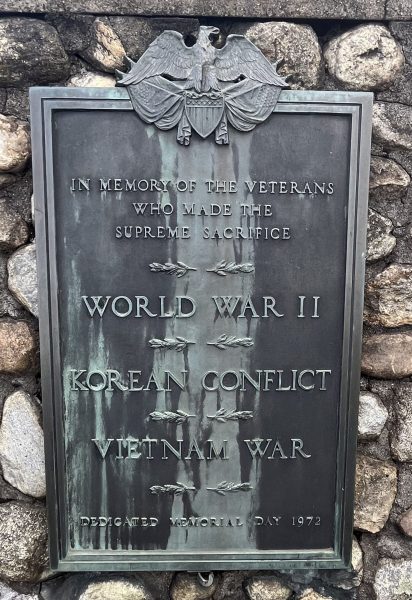 IN MEMORY OF THE VETERANS
WHO MADE THE
SUPREME SACRIFICE
WORLD WAR II
KOREAN CONFLICT
VIETNAM WAR
DEDICATED MEMORIAL DAY 1972